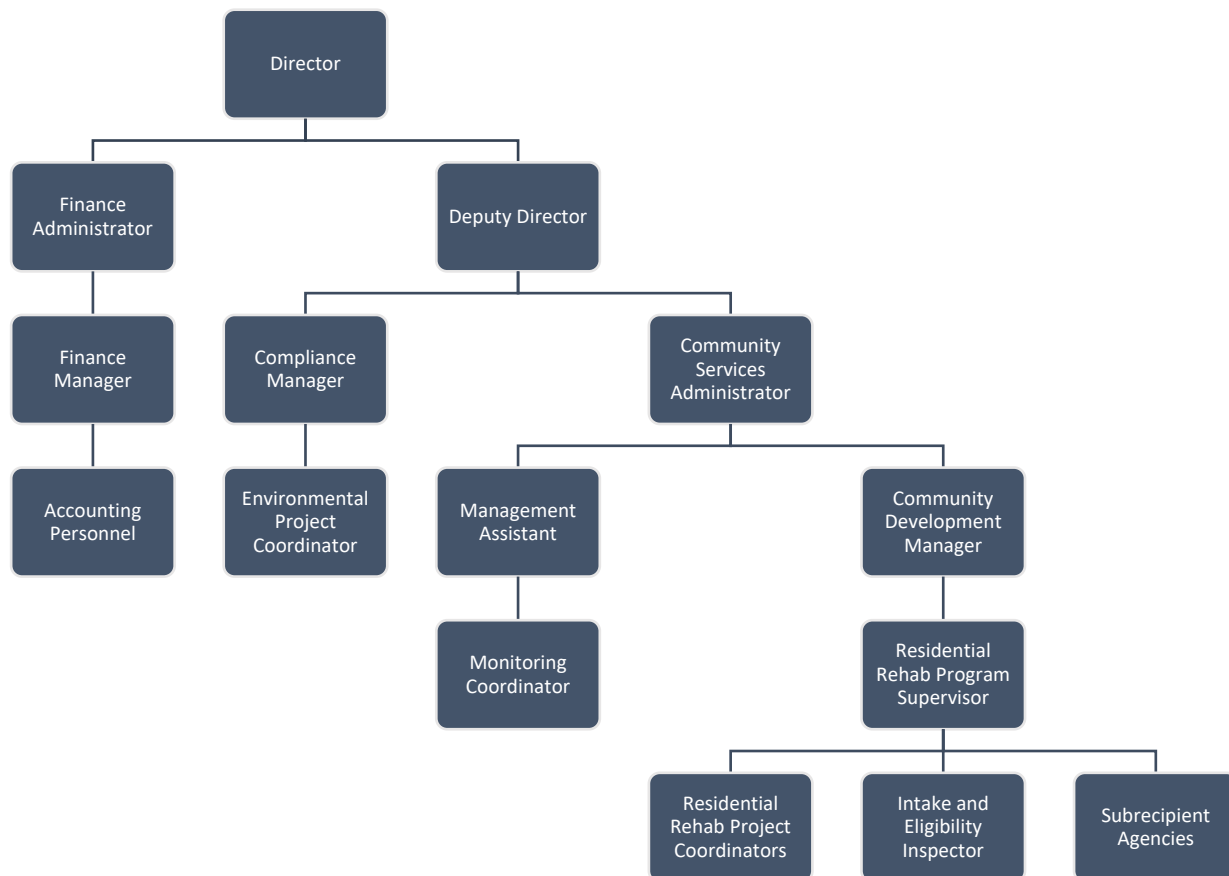 Director
Finance
Administrator
Deputy Director
Finance
Manager
Compliance
Manager
Community
Services
Administrator
Accounting
Personnel
Environmental
Project
Coordinator
Management
Assistant
Community
Development
Manager
Monitoring
Coordinator
Residential
Rehab Program
Supervisor
Residential
Rehab Project
Coordinators
Intake and
Eligibility
Inspector
Subrecipient
Agencies